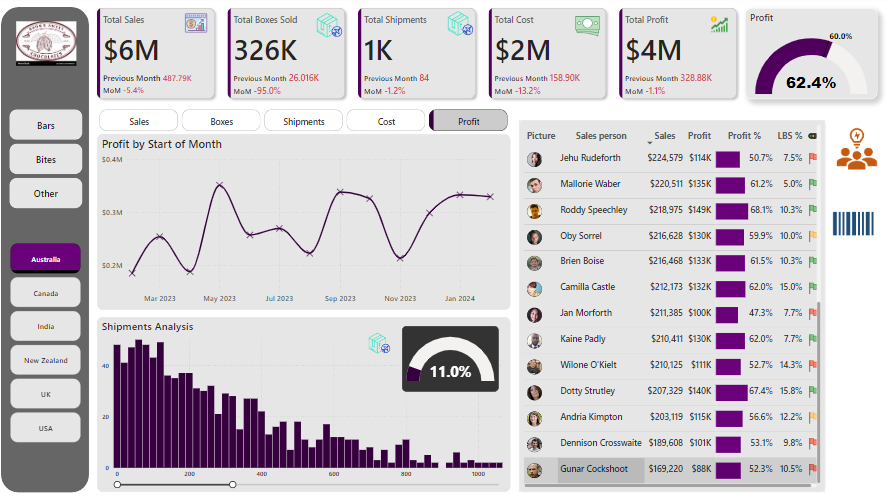 Total Sales
$6M
Previous Month 487.79K
MoM -5.4%
Total Boxes Sold
326K
Previous Month 26.016K
MoM -95.0%
Total Shipments
1K
Previous Month 84
MoM -1.2%
Total Cost
$2M
Previous Month 158.90K
MoM -13.2%
Total Profit
$4M
Previous Month 328.88K
MoM -1.1%
Profit
60.0%
62.4%
Bars
Bites
Other
Australia
Canada
India
New Zealand
UK
USA
Sales Boxes Shipments Cost Profit
Profit by Start of Month
$0.4M
$0.3M
$0.2M
Mar 2023 May 2023 Jul 2023 Sep 2023 Nov 2023 Jan 2024
Shipments Analysis
11.0%
40
20
0
0 200 400 600 800 1000
Picture Sales person Sales Profit Profit % LBS %
Jehu Rudeforth $224,579 $114K 50.7% 7.5%
Mallorie Waber $220,511 $135K 61.2% 5.0%
Roddy Speechley $218,975 $149K 68.1% 10.3%
Oby Sorrel $216,628 $130K 59.9% 10.0%
Brien Boise $216,468 $133K 61.5% 10.3%
Camilla Castle $212,173 $132K 62.0% 15.0%
Jan Morforth $211,385 $100K 47.3% 7.7%
Kaine Padly $210,411 $130K 62.0% 7.7%
Wilone O'Kielt $210,125 $111K 52.7% 14.3%
Dotty Strutley $207,329 $140K 67.4% 15.8%
Andria Kimpton $203,119 $115K 56.6% 12.2%
Dennison Crosswaite $189,608 $101K 53.1% 9.8%
Gunar Cockshoot $169,220 $88K 52.3% 10.5%